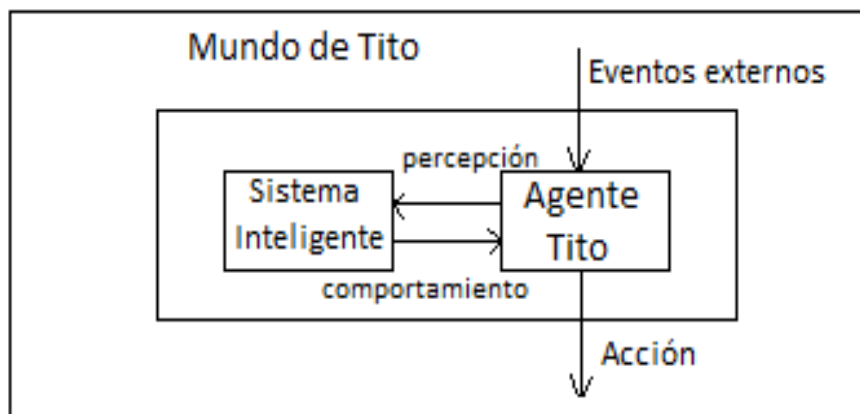 Mundo de Tito
Eventos externos
percepción
Sistema
Inteligente
Agente
Tito
comportamiento
Acción